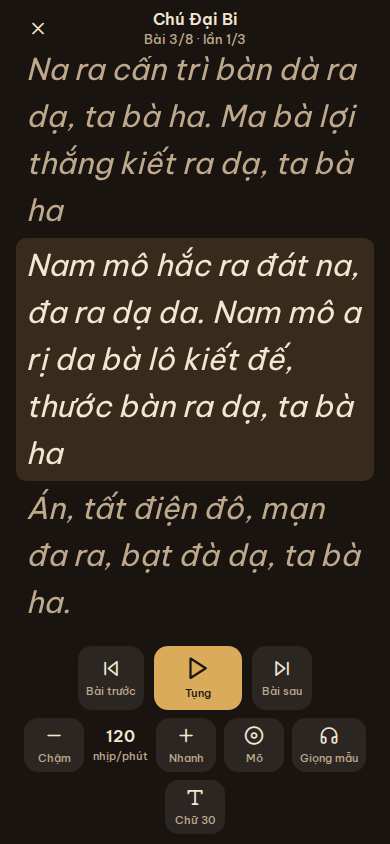 Chú Đại Bi
Bài 3/8 · lần 1/3
Na ra cẩn trì bàn dà ra
dạ, ta bà ha. Ma bà lợi
thắng kiết ra dạ, ta bà
ha
Nam mô hắc ra đát na,
đa ra dạ da. Nam mô a
rị da bà lô kiết đế,
thước bàn ra dạ, ta bà
ha
Án, tất điện đô, mạn
đa ra, bạt đà dạ, ta bà
ha.
Bài trước
Tụng
Bài sau
Chậm
120
nhịp/phút
Nhanh
Mõ
Giọng mẫu
Chữ 30